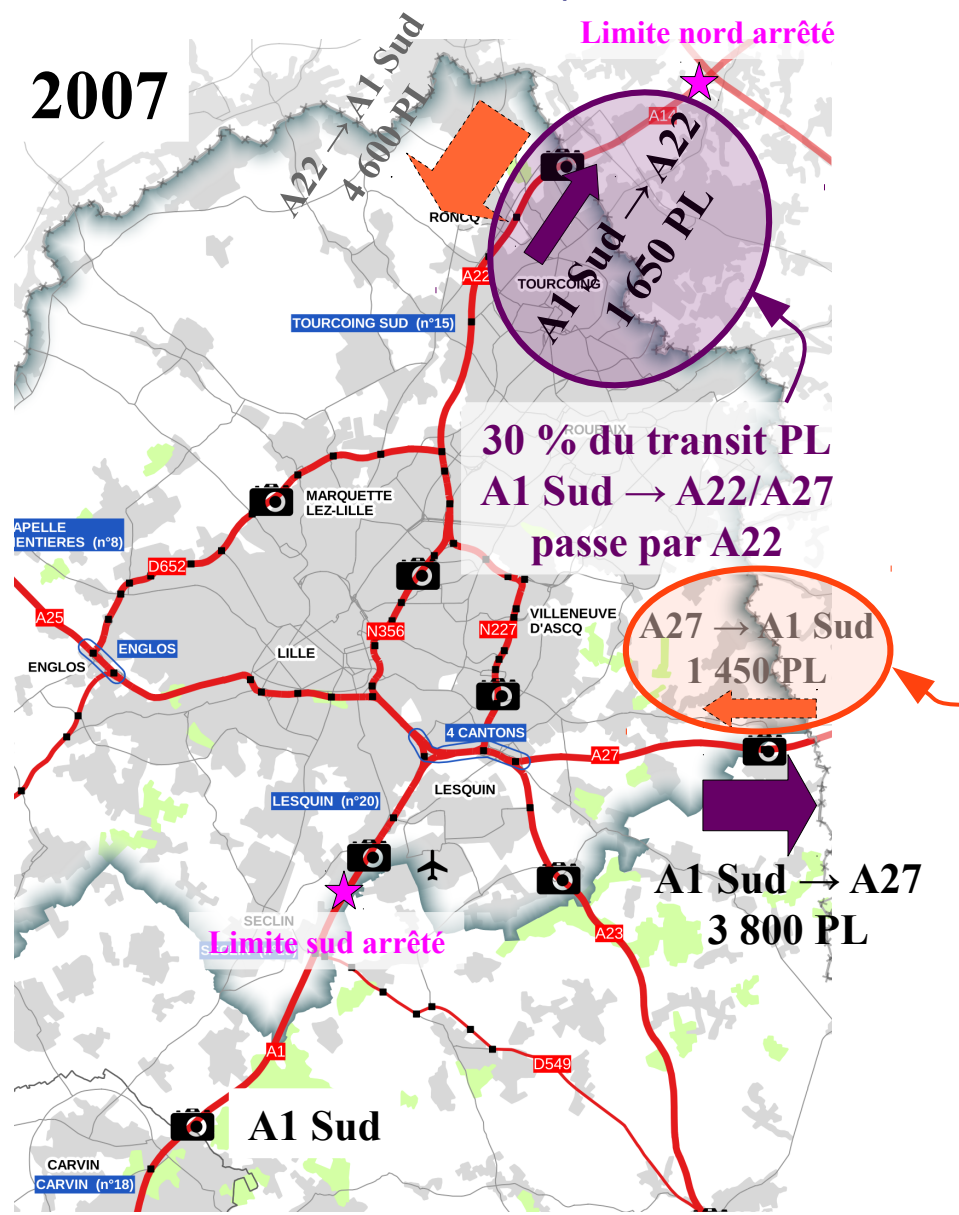 Limite nord arrêté
2007
A22 → A1 Sud
4 600 PL
A14
RONCQ
A1 Sud → A22
1 650 PL
A22
TOURCOING
TOURCOING SUD (n°15)
ROUBAIX
30 % du transit PL
A1 Sud → A22/A27
passe par A22
MARQUETTE
LEZ-LILLE
APELLE
ENTIERES (n°8)
D652
A25
ENGLOS
ENGLOS
LILLE
N356
N227
VILLENEUVE
D'ASCQ
A27 → A1 Sud
1 450 PL
4 CANTONS
A27
LESQUIN (n°20)
LESQUIN
A1 Sud → A27
3 800 PL
SECLIN
Limite sud arrêté
A23
A1
D549
A1 Sud
CARVIN
CARVIN (n°18)